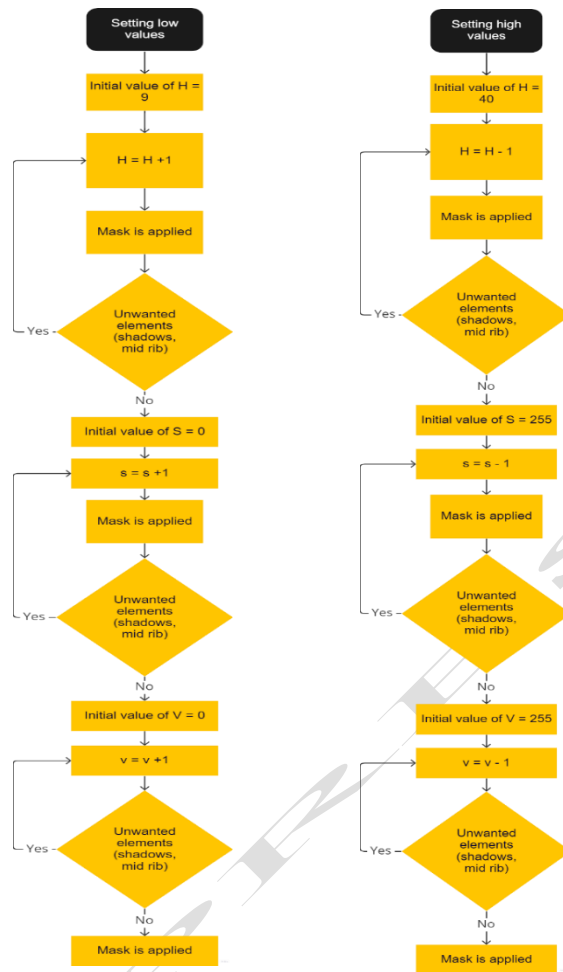 Setting low
values
Initial value of H =
9
H = H +1
Mask is applied
Unwanted
elements
(shadows,
mid rib)
Yes
No
Initial value of S = 0
s = s +1
Mask is applied
Unwanted
elements
(shadows,
mid rib)
Yes
No
Initial value of V = 0
v = v +1
Unwanted
elements
(shadows,
mid rib)
Yes
No
Mask is applied
Setting high
values
Initial value of H =
40
H = H - 1
Mask is applied
Unwanted
elements
(shadows,
mid rib)
Yes
No
Initial value of S = 255
s = s - 1
Mask is applied
Unwanted
elements
(shadows,
mid rib)
Yes
No
Initial value of V = 255
v = v - 1
Unwanted
elements
(shadows,
mid rib)
Yes
No
Mask is applied